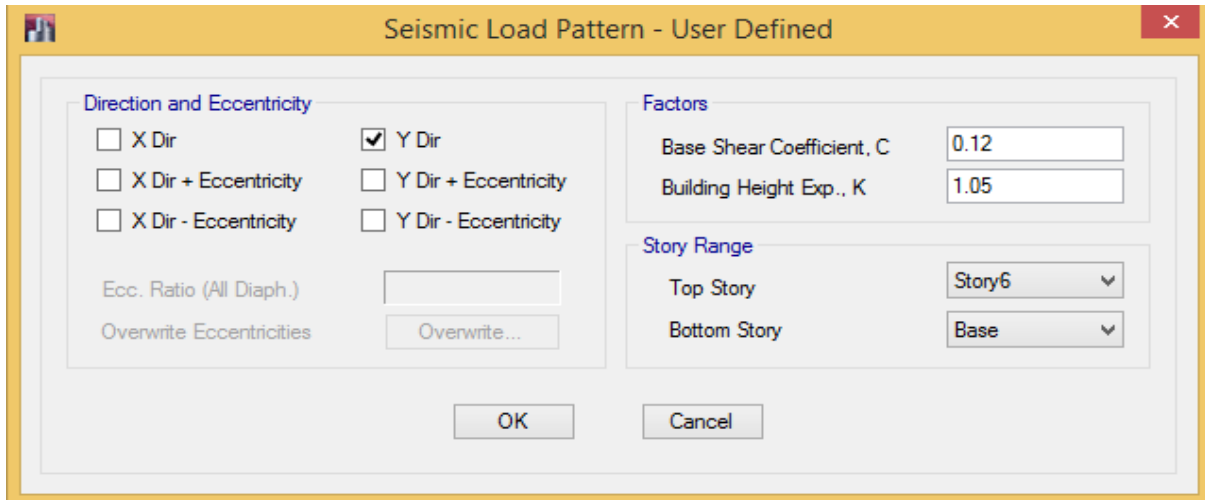 Seismic Load Pattern - User Defined
Direction and Eccentricity
X Dir
Y Dir
X Dir + Eccentricity
Y Dir + Eccentricity
X Dir - Eccentricity
Y Dir - Eccentricity
Ecc. Ratio (All Diaph.)
Overwrite Eccentricities
Overwrite...
Factors
Base Shear Coefficient, C
0.12
Building Height Exp., K
1.05
Story Range
Top Story
Story6
Bottom Story
Base
OK
Cancel